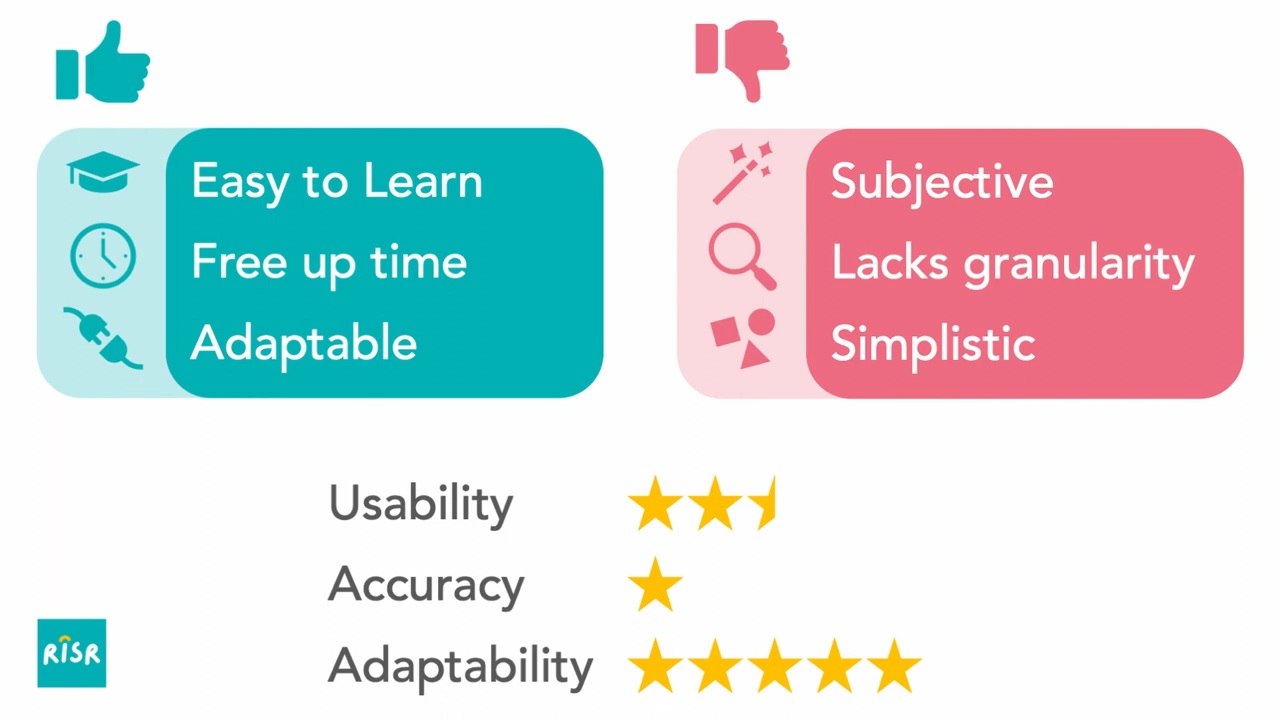 Easy to Learn
Free up time
Adaptable
Subjective
Lacks granularity
Simplistic
Usability
Accuracy
Adaptability
RISR